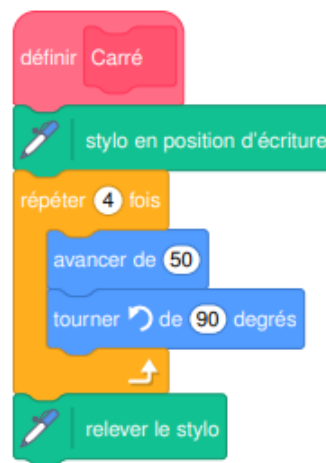 définir Carré
stylo en position d'écriture
répéter 4 fois
avancer de 50
tourner de 90 degrés
relever le stylo